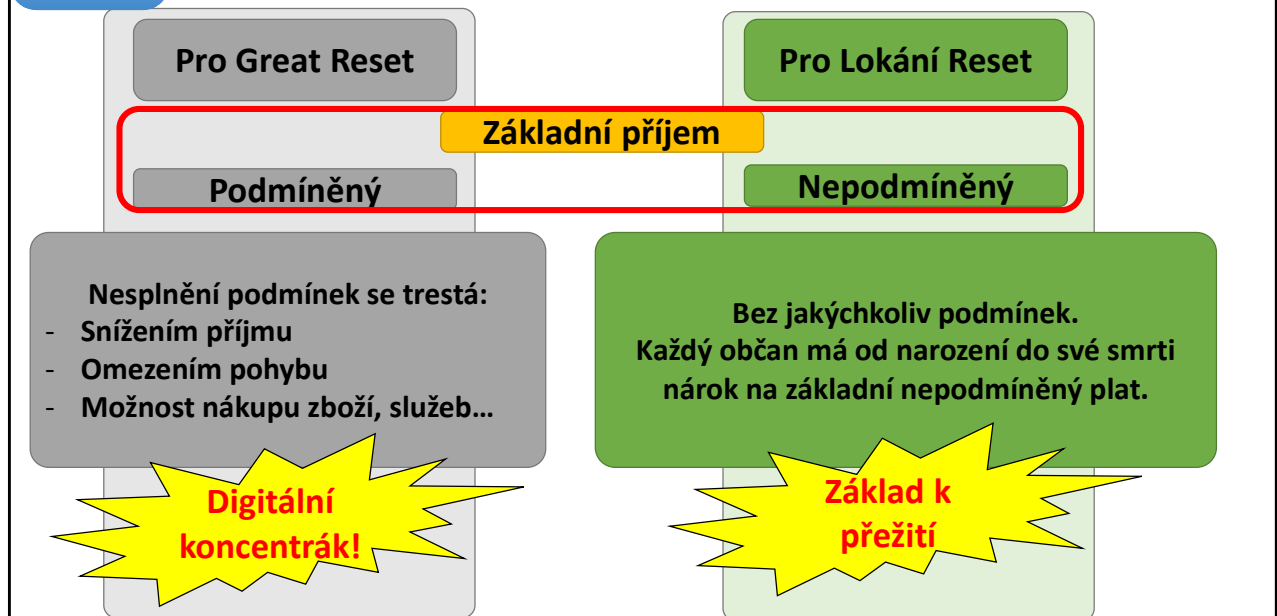 Pro Great Reset
Pro Lokání Reset
Základní příjem
Podmíněný
Nepodmíněný
Nesplnění podmínek se trestá:
- Snížením příjmu
- Omezením pohybu
- Možnost nákupu zboží, služeb…
Bez jakýchkoliv podmínek.
Každý občan má od narození do své smrti
nárok na základní nepodmíněný plat.
Digitální
koncentrák!
Základ k
přežití